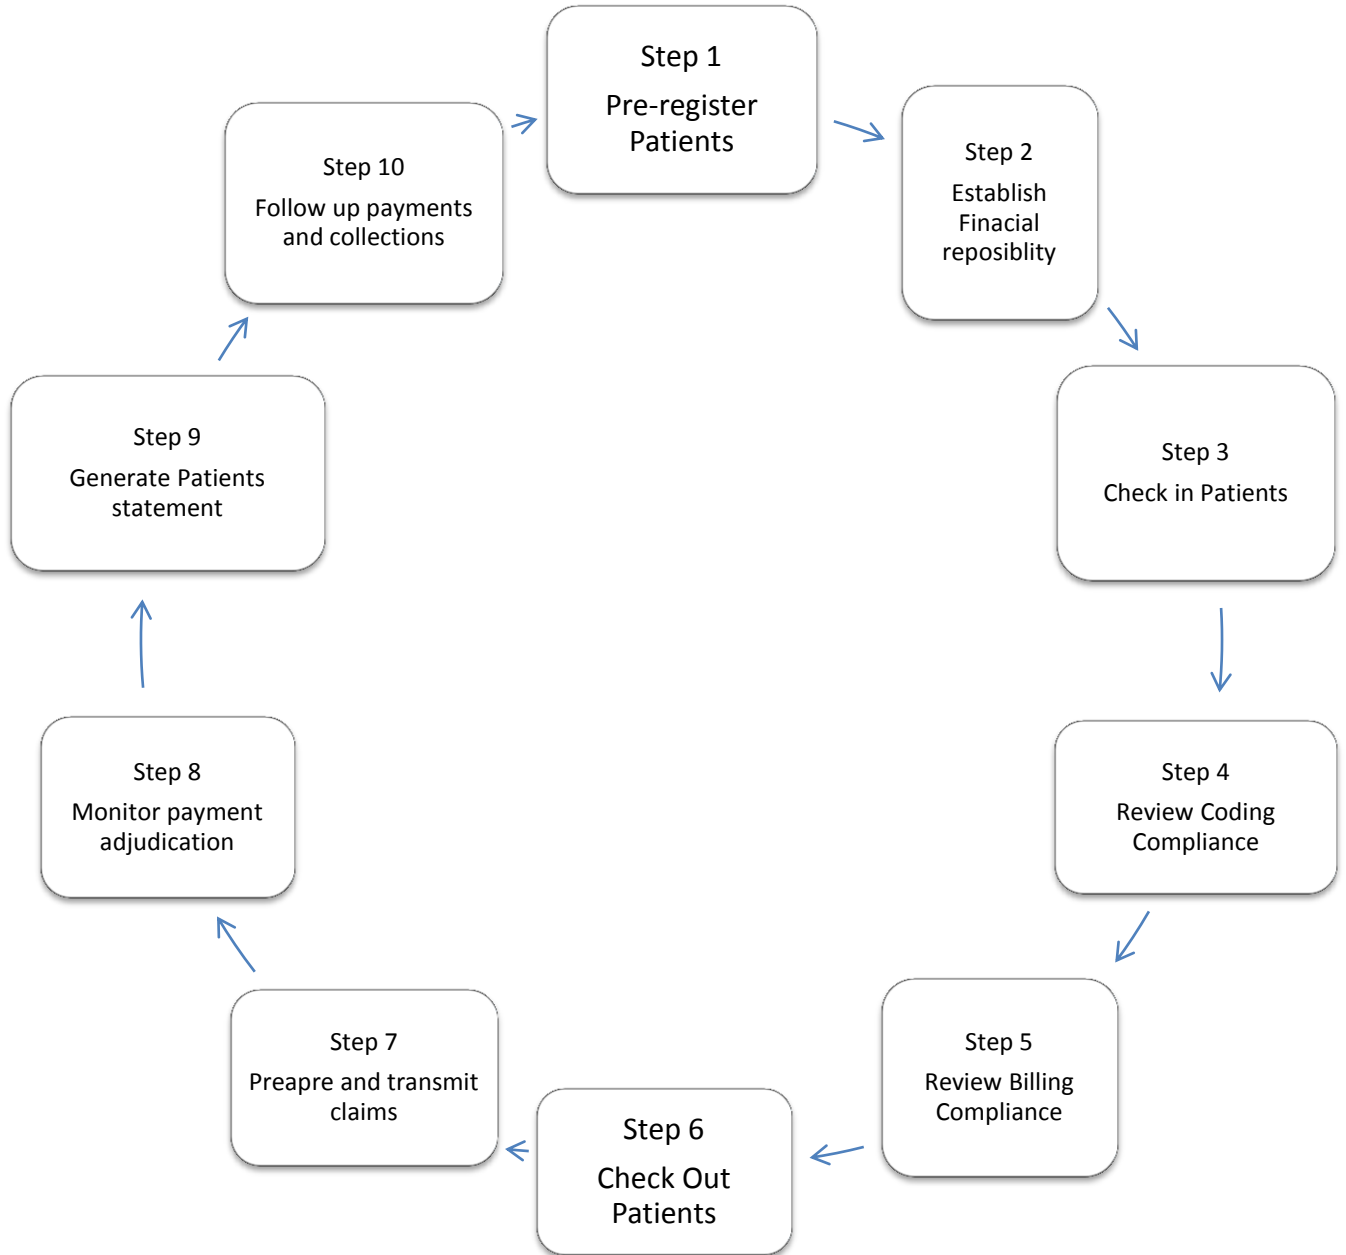 Step 1
Pre-register
Patients
Step 2
Establish
Finacial
reposiblity
Step 3
Check in Patients
Step 4
Review Coding
Compliance
Step 5
Review Billing
Compliance
Step 6
Check Out
Patients
Step 7
Preapre and transmit
claims
Step 8
Monitor payment
adjudication
Step 9
Generate Patients
statement
Step 10
Follow up payments
and collections